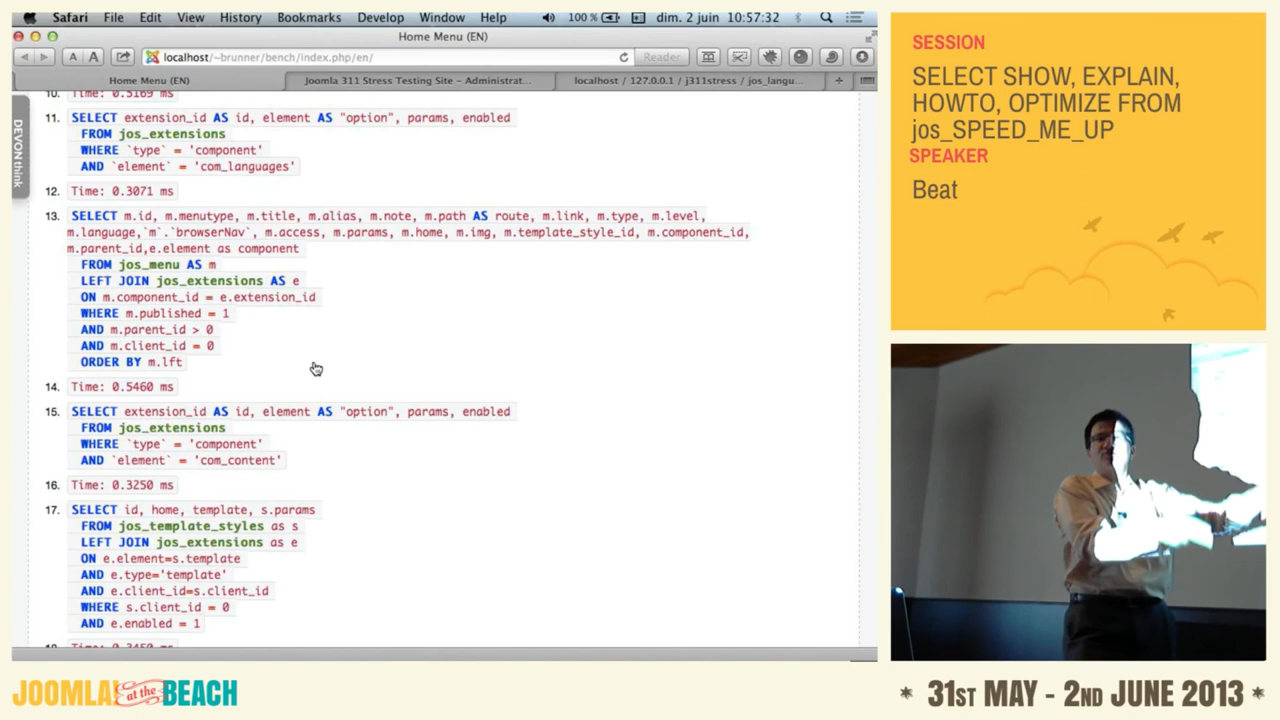 Safari File Edit View History Bookmarks Develop Window Help 100 % dim. 2 juin 10:57:32
Home Menu (EN)
A A localhost/~brunner/bench/index.php/en/ Reader
Home Menu (EN) Joomla 311 Stress Testing Site - Administrat... localhost / 127.0.0.1 / j311stress / jos_langu...
DEVONthink
10. Time: 0.5169 ms
11. SELECT extension_id AS id, element AS "option", params, enabled
FROM jos_extensions
WHERE `type` = 'component'
AND `element` = 'com_languages'
12. Time: 0.3071 ms
13. SELECT m.id, m.menutype, m.title, m.alias, m.note, m.path AS route, m.link, m.type, m.level,
m.language,`m`.`browserNav`, m.access, m.params, m.home, m.img, m.template_style_id, m.component_id,
m.parent_id,e.element as component
FROM jos_menu AS m
LEFT JOIN jos_extensions AS e
ON m.component_id = e.extension_id
WHERE m.published = 1
AND m.parent_id > 0
AND m.client_id = 0
ORDER BY m.lft
14. Time: 0.5460 ms
15. SELECT extension_id AS id, element AS "option", params, enabled
FROM jos_extensions
WHERE `type` = 'component'
AND `element` = 'com_content'
16. Time: 0.3250 ms
17. SELECT id, home, template, s.params
FROM jos_template_styles as s
LEFT JOIN jos_extensions as e
ON e.element=s.template
AND e.type='template'
AND e.client_id=s.client_id
WHERE s.client_id = 0
AND e.enabled = 1
SESSION
SELECT SHOW, EXPLAIN,
HOWTO, OPTIMIZE FROM
jos_SPEED_ME_UP
SPEAKER
Beat
JOOMLA! at the BEACH
* 31ST MAY - 2ND JUNE 2013 *